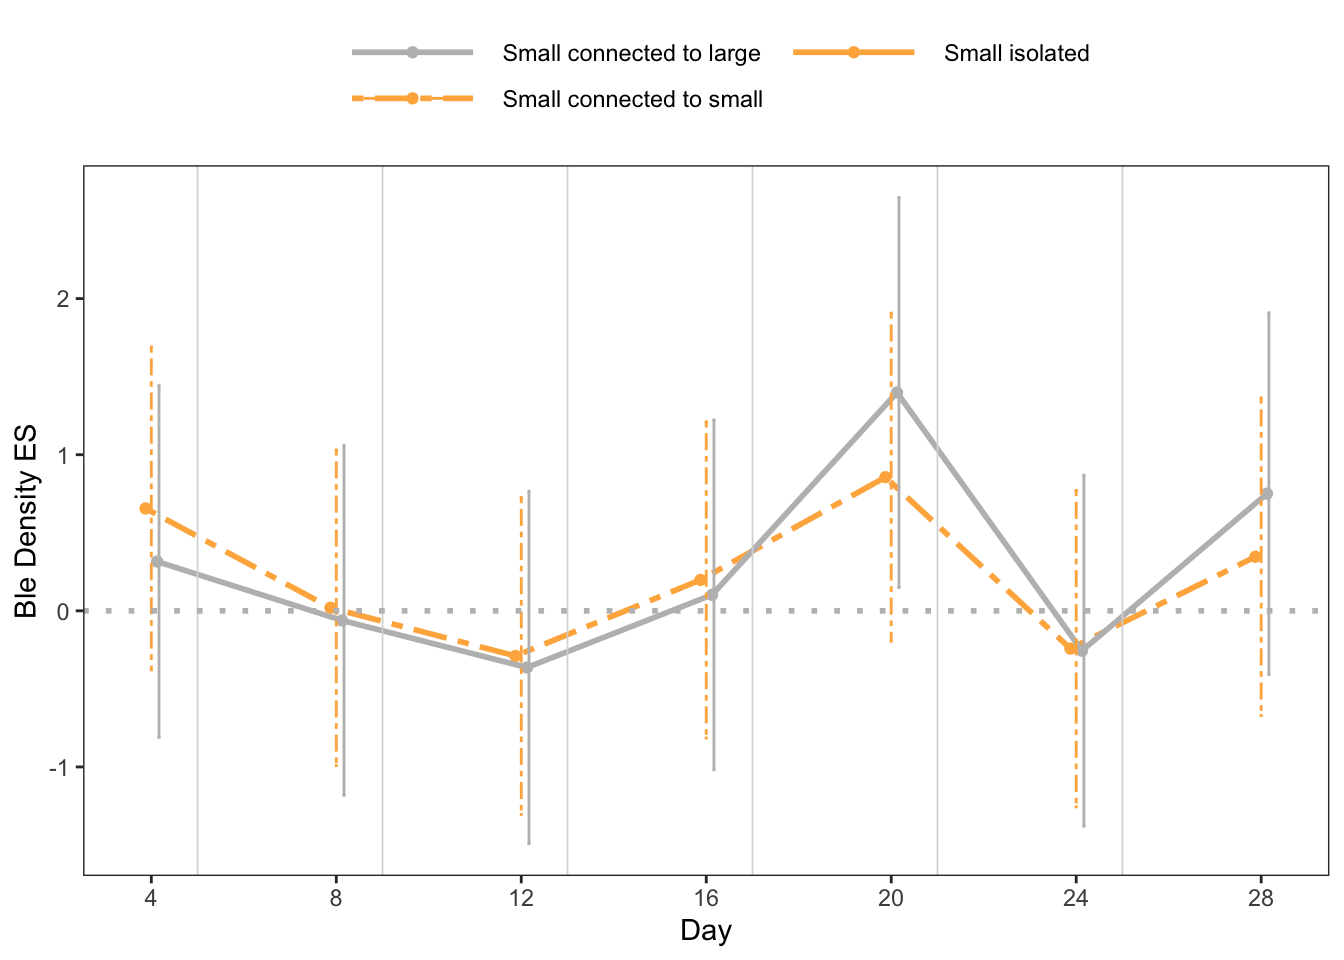 Small connected to large
Small isolated
Small connected to small
Ble Density ES
2
1
0
-1
4 8 12 16 20 24 28
Day